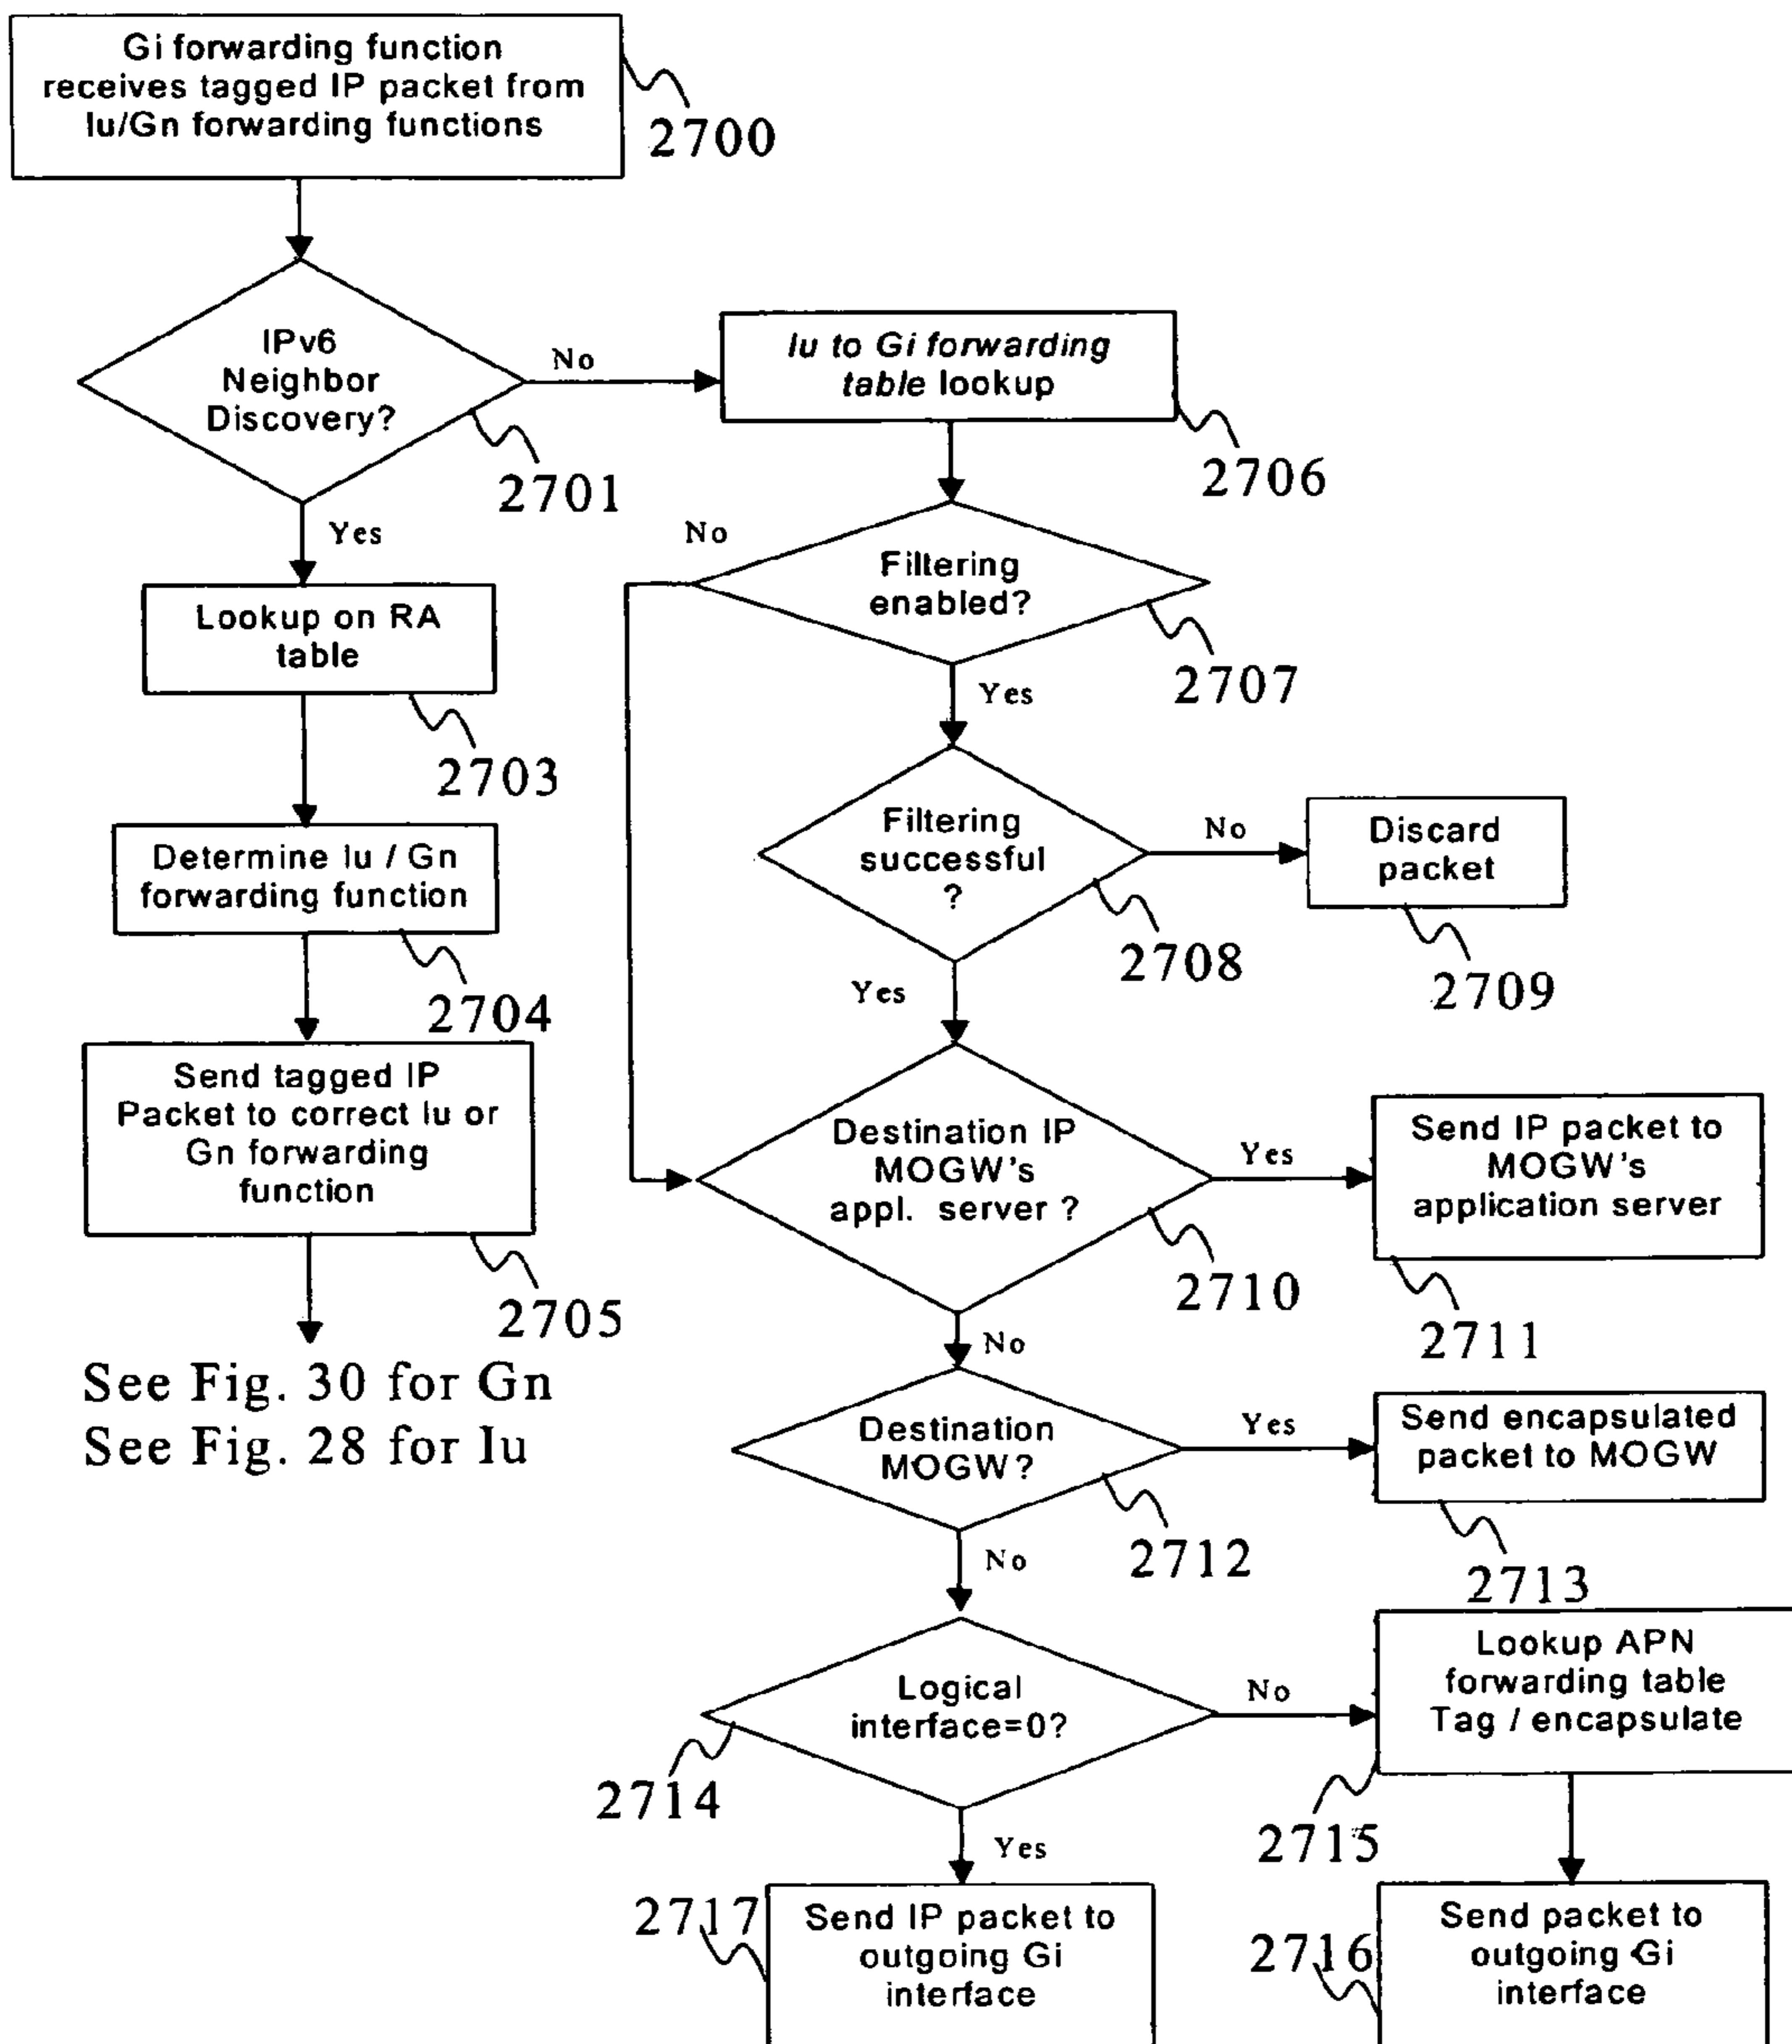 Gi forwarding function
receives tagged IP packet from
Iu/Gn forwarding functions
2700
IPv6
Neighbor
Discovery?
2701
No
Yes
Iu to Gi forwarding
table lookup
2706
Lookup on RA
table
2703
No
Filtering
enabled?
2707
Yes
Determine Iu / Gn
forwarding function
2704
Filtering
successful
?
2708
No
Discard
packet
2709
Yes
Send tagged IP
Packet to correct Iu or
Gn forwarding
function
2705
See Fig. 30 for Gn
See Fig. 28 for Iu
Destination IP
MOGW's
appl. server ?
2710
Yes
Send IP packet to
MOGW's
application server
2711
No
Destination
MOGW?
2712
Yes
Send encapsulated
packet to MOGW
2713
No
Logical
interface=0?
2714
No
Lookup APN
forwarding table
Tag / encapsulate
2715
Yes
2717
Send IP packet to
outgoing Gi
interface
2716
Send packet to
outgoing Gi
interface